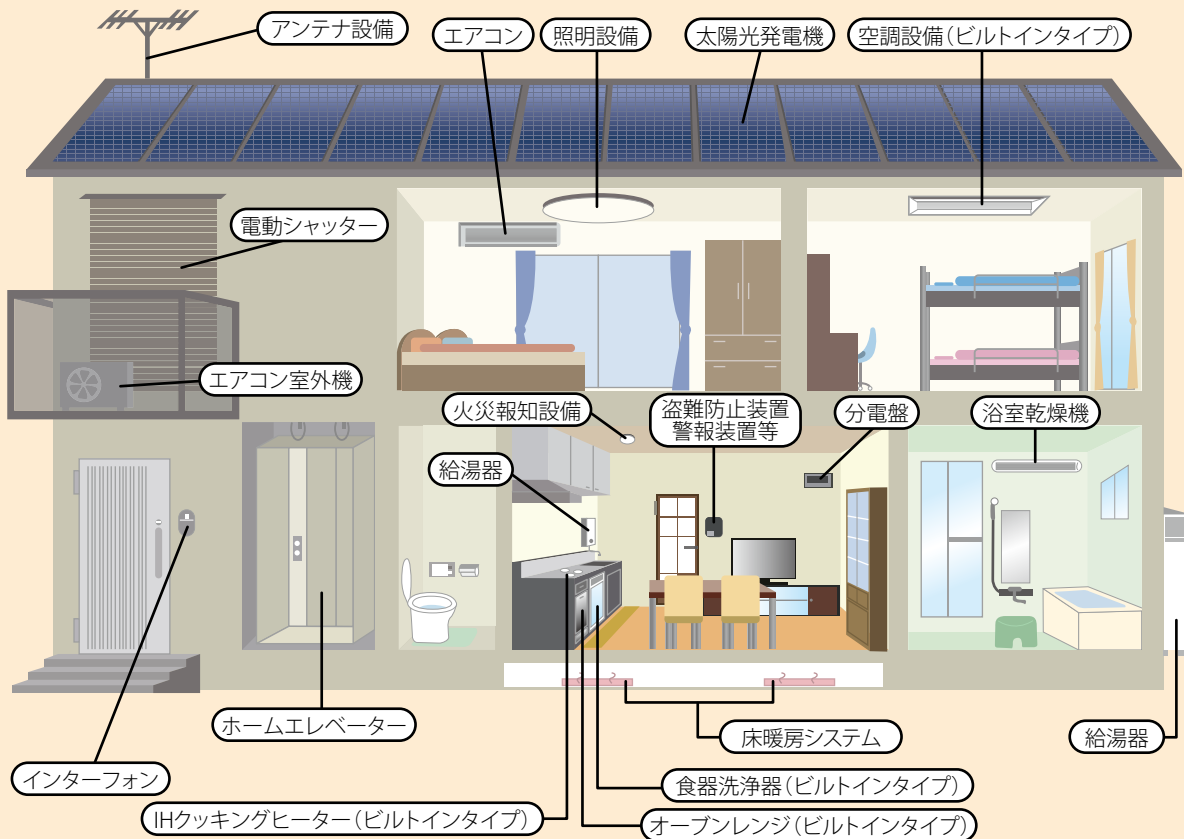 アンテナ設備
エアコン
照明設備
太陽光発電機
空調設備（ビルトインタイプ）
電動シャッター
エアコン室外機
火災報知設備
盗難防止装置
警報装置等
分電盤
浴室乾燥機
給湯器
ホームエレベーター
床暖房システム
給湯器
インターフォン
食器洗浄器（ビルトインタイプ）
IHクッキングヒーター（ビルトインタイプ）
オーブンレンジ（ビルトインタイプ）